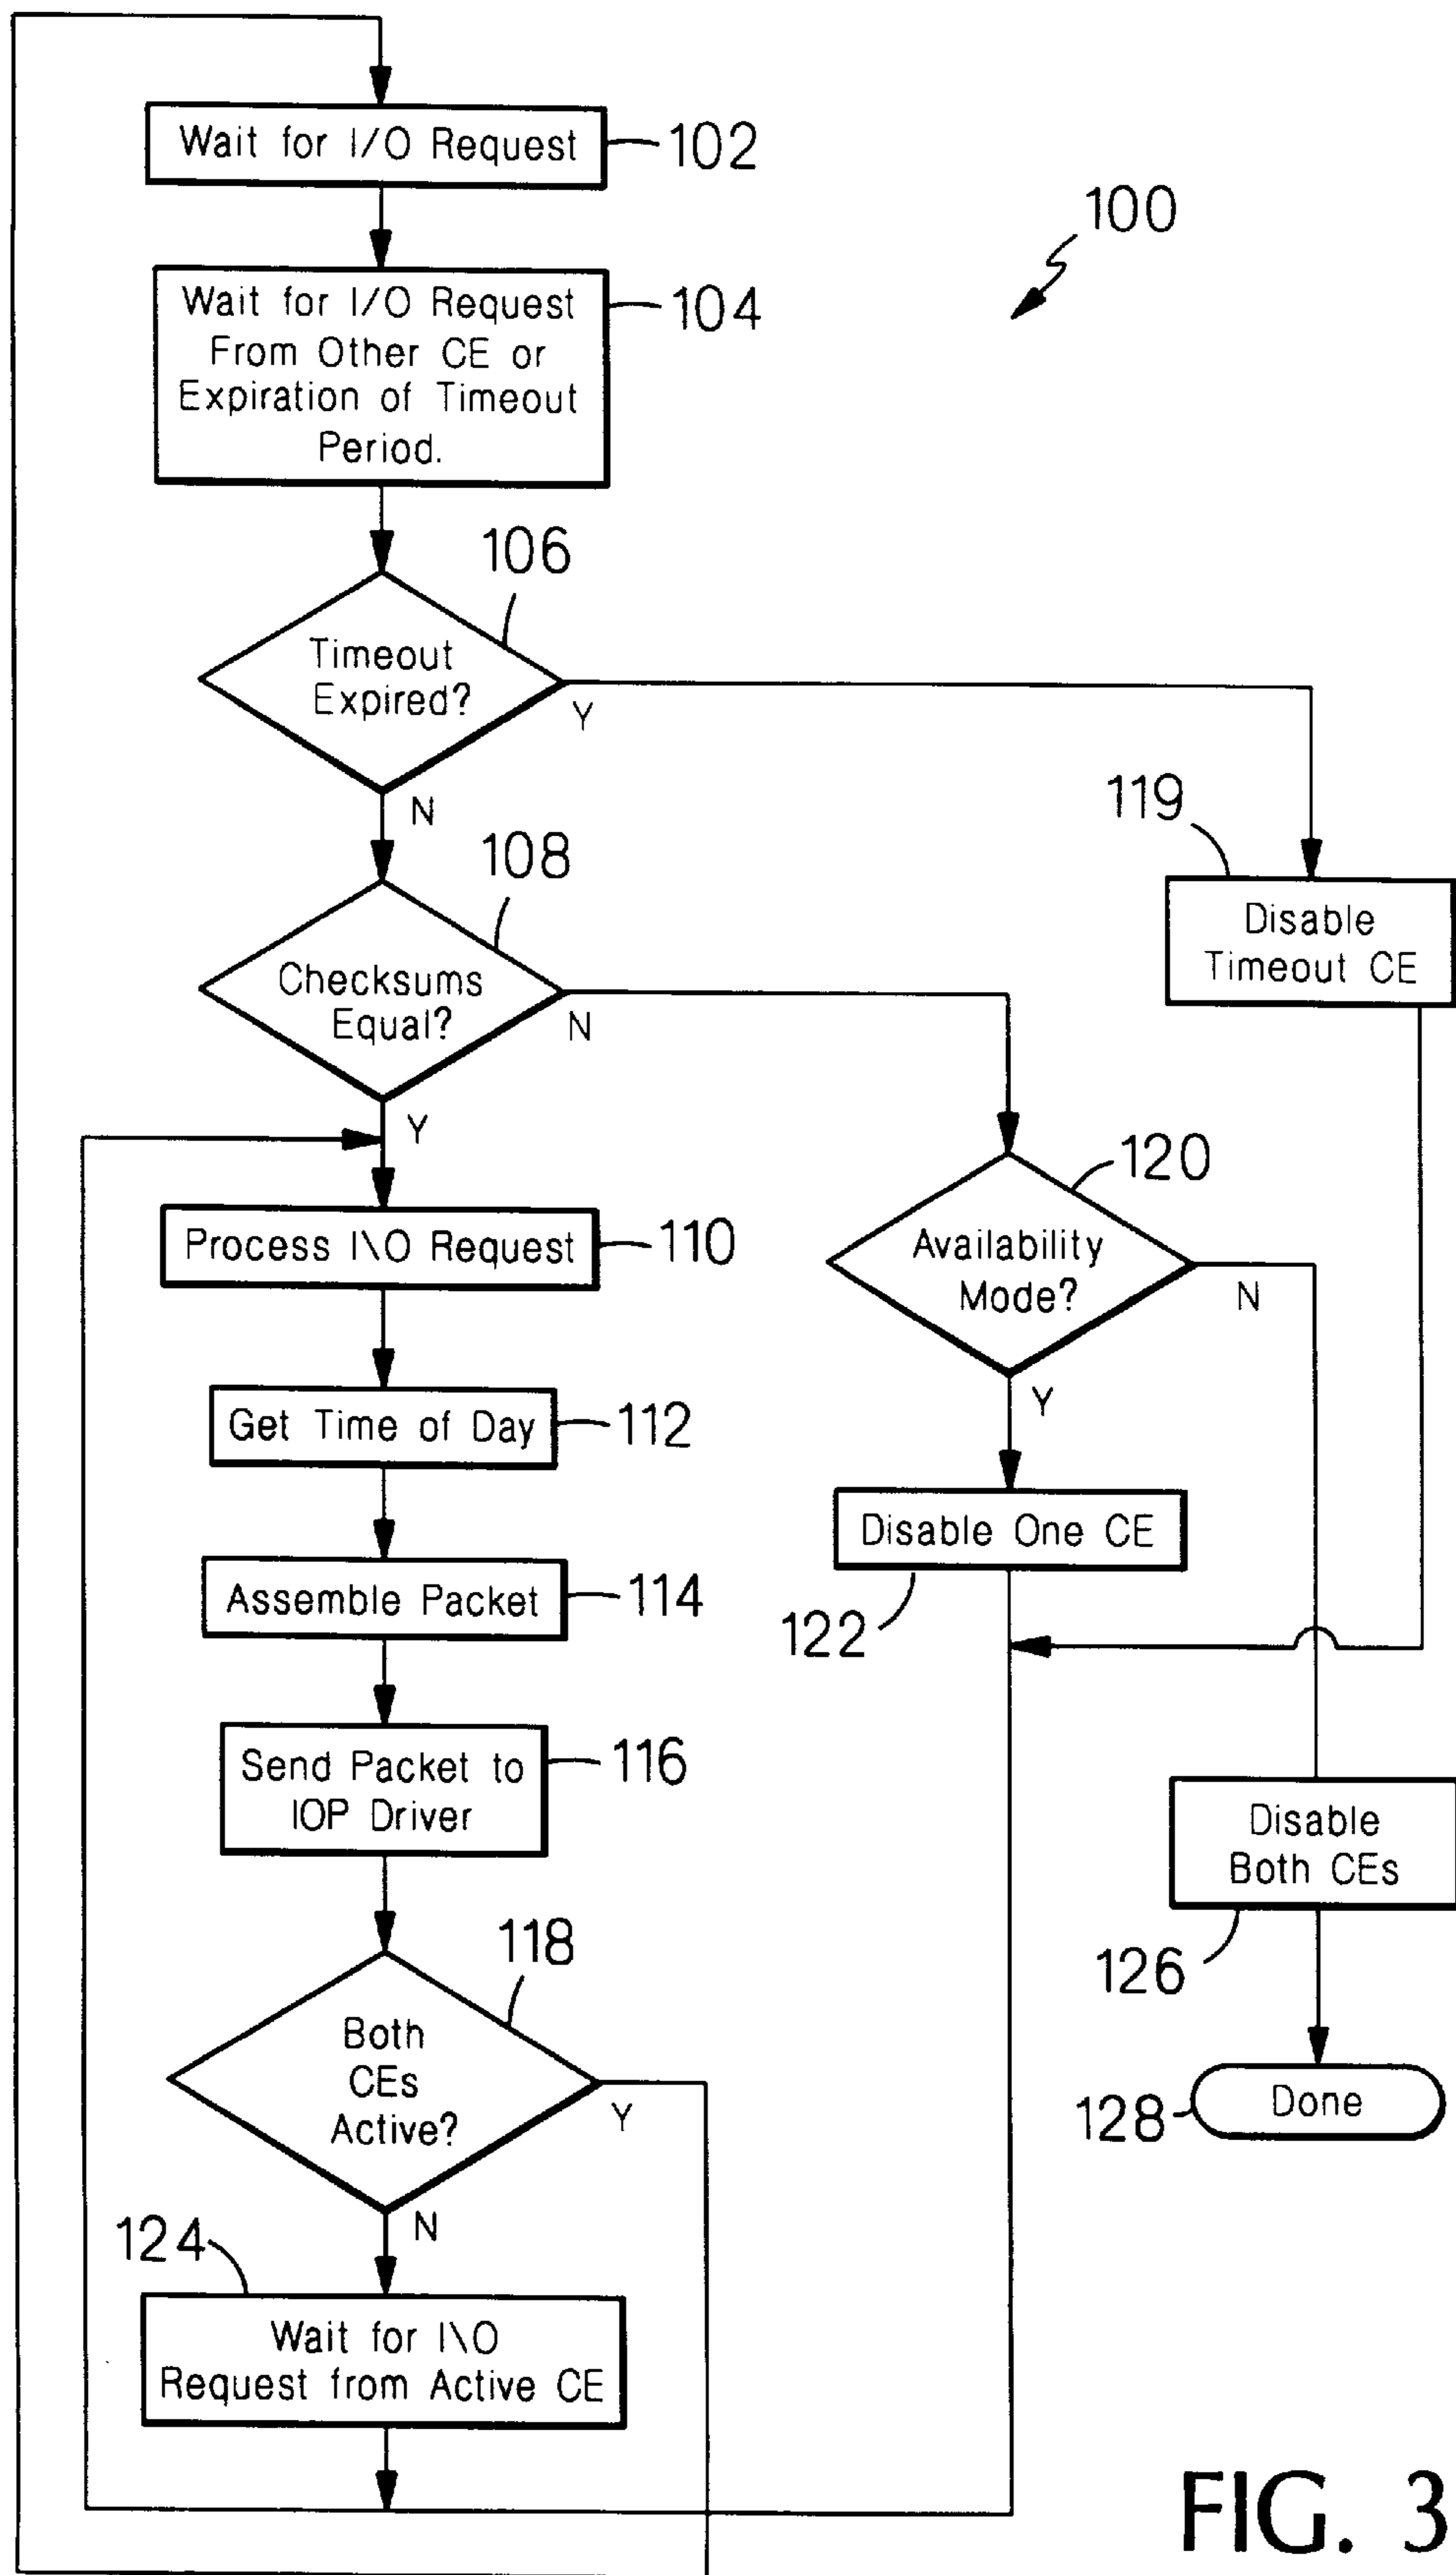 Wait for I/O Request
102
100
Wait for I/O Request
From Other CE or
Expiration of Timeout
Period.
104
106
Timeout
Expired?
Y
N
119
Disable
Timeout CE
108
Checksums
Equal?
N
Y
120
Availability
Mode?
N
Y
Process I\O Request
110
Get Time of Day
112
Disable One CE
122
Assemble Packet
114
Send Packet to
IOP Driver
116
Disable
Both CEs
126
118
Both
CEs
Active?
Y
N
Done
128
124
Wait for I\O
Request from Active CE
FIG. 3